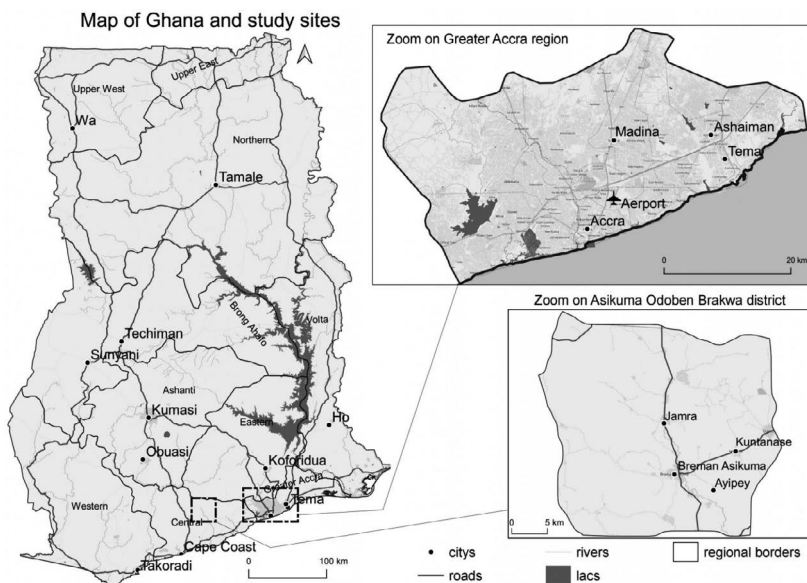 Map of Ghana and study sites
Upper East
Upper West
Wa
Northern
Tamale
Brong Ahafo
Volta
Techiman
Sunyani
Ashanti
Kumasi
Eastern
Ho
Obuasi
Koforidua
Greater Accra
Tema
Western
Central
Cape Coast
Takoradi
0 100 km
Zoom on Greater Accra region
Madina
Ashaiman
Tema
Aerport
Accra
0 20 km
Zoom on Asikuma Odoben Brakwa district
Jamra
Kuntanase
Breman Asikuma
Ayipey
0 5 km
citys
rivers
regional borders
roads
lacs